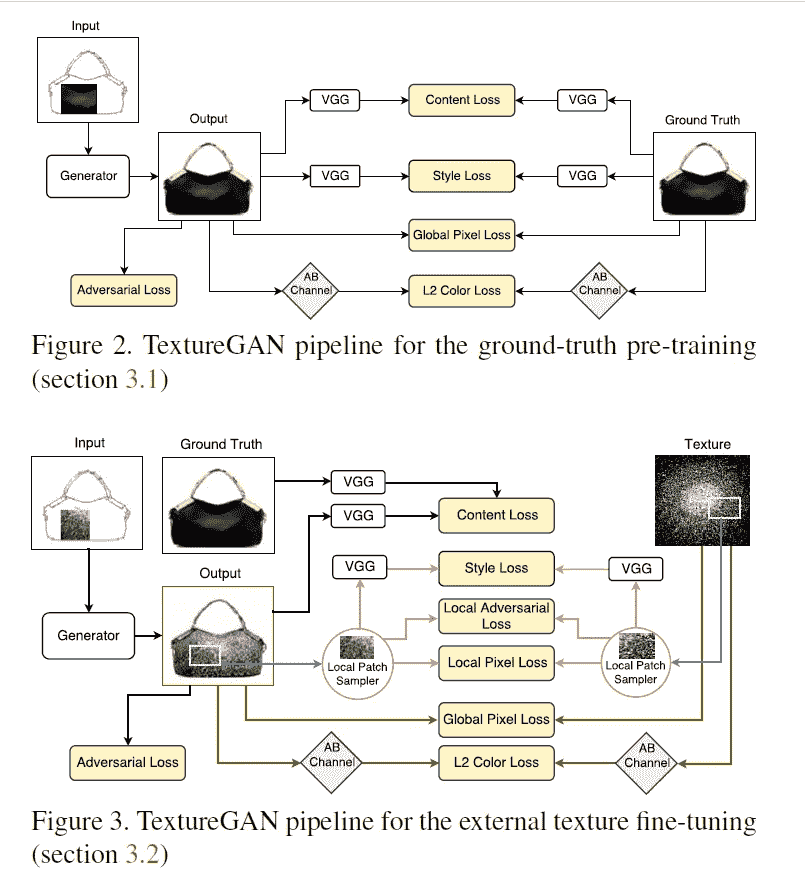 Input
VGG
Content Loss
VGG
Output
Ground Truth
Generator
VGG
Style Loss
VGG
Global Pixel Loss
Adversarial Loss
AB
Channel
L2 Color Loss
AB
Channel
Figure 2. TextureGAN pipeline for the ground-truth pre-training
(section 3.1)
Input
Ground Truth
Texture
VGG
VGG
Content Loss
Output
VGG
Style Loss
VGG
Generator
Local Adversarial
Loss
Local Patch
Sampler
Local Pixel Loss
Local Patch
Sampler
Global Pixel Loss
Adversarial Loss
AB
Channel
L2 Color Loss
AB
Channel
Figure 3. TextureGAN pipeline for the external texture fine-tuning
(section 3.2)